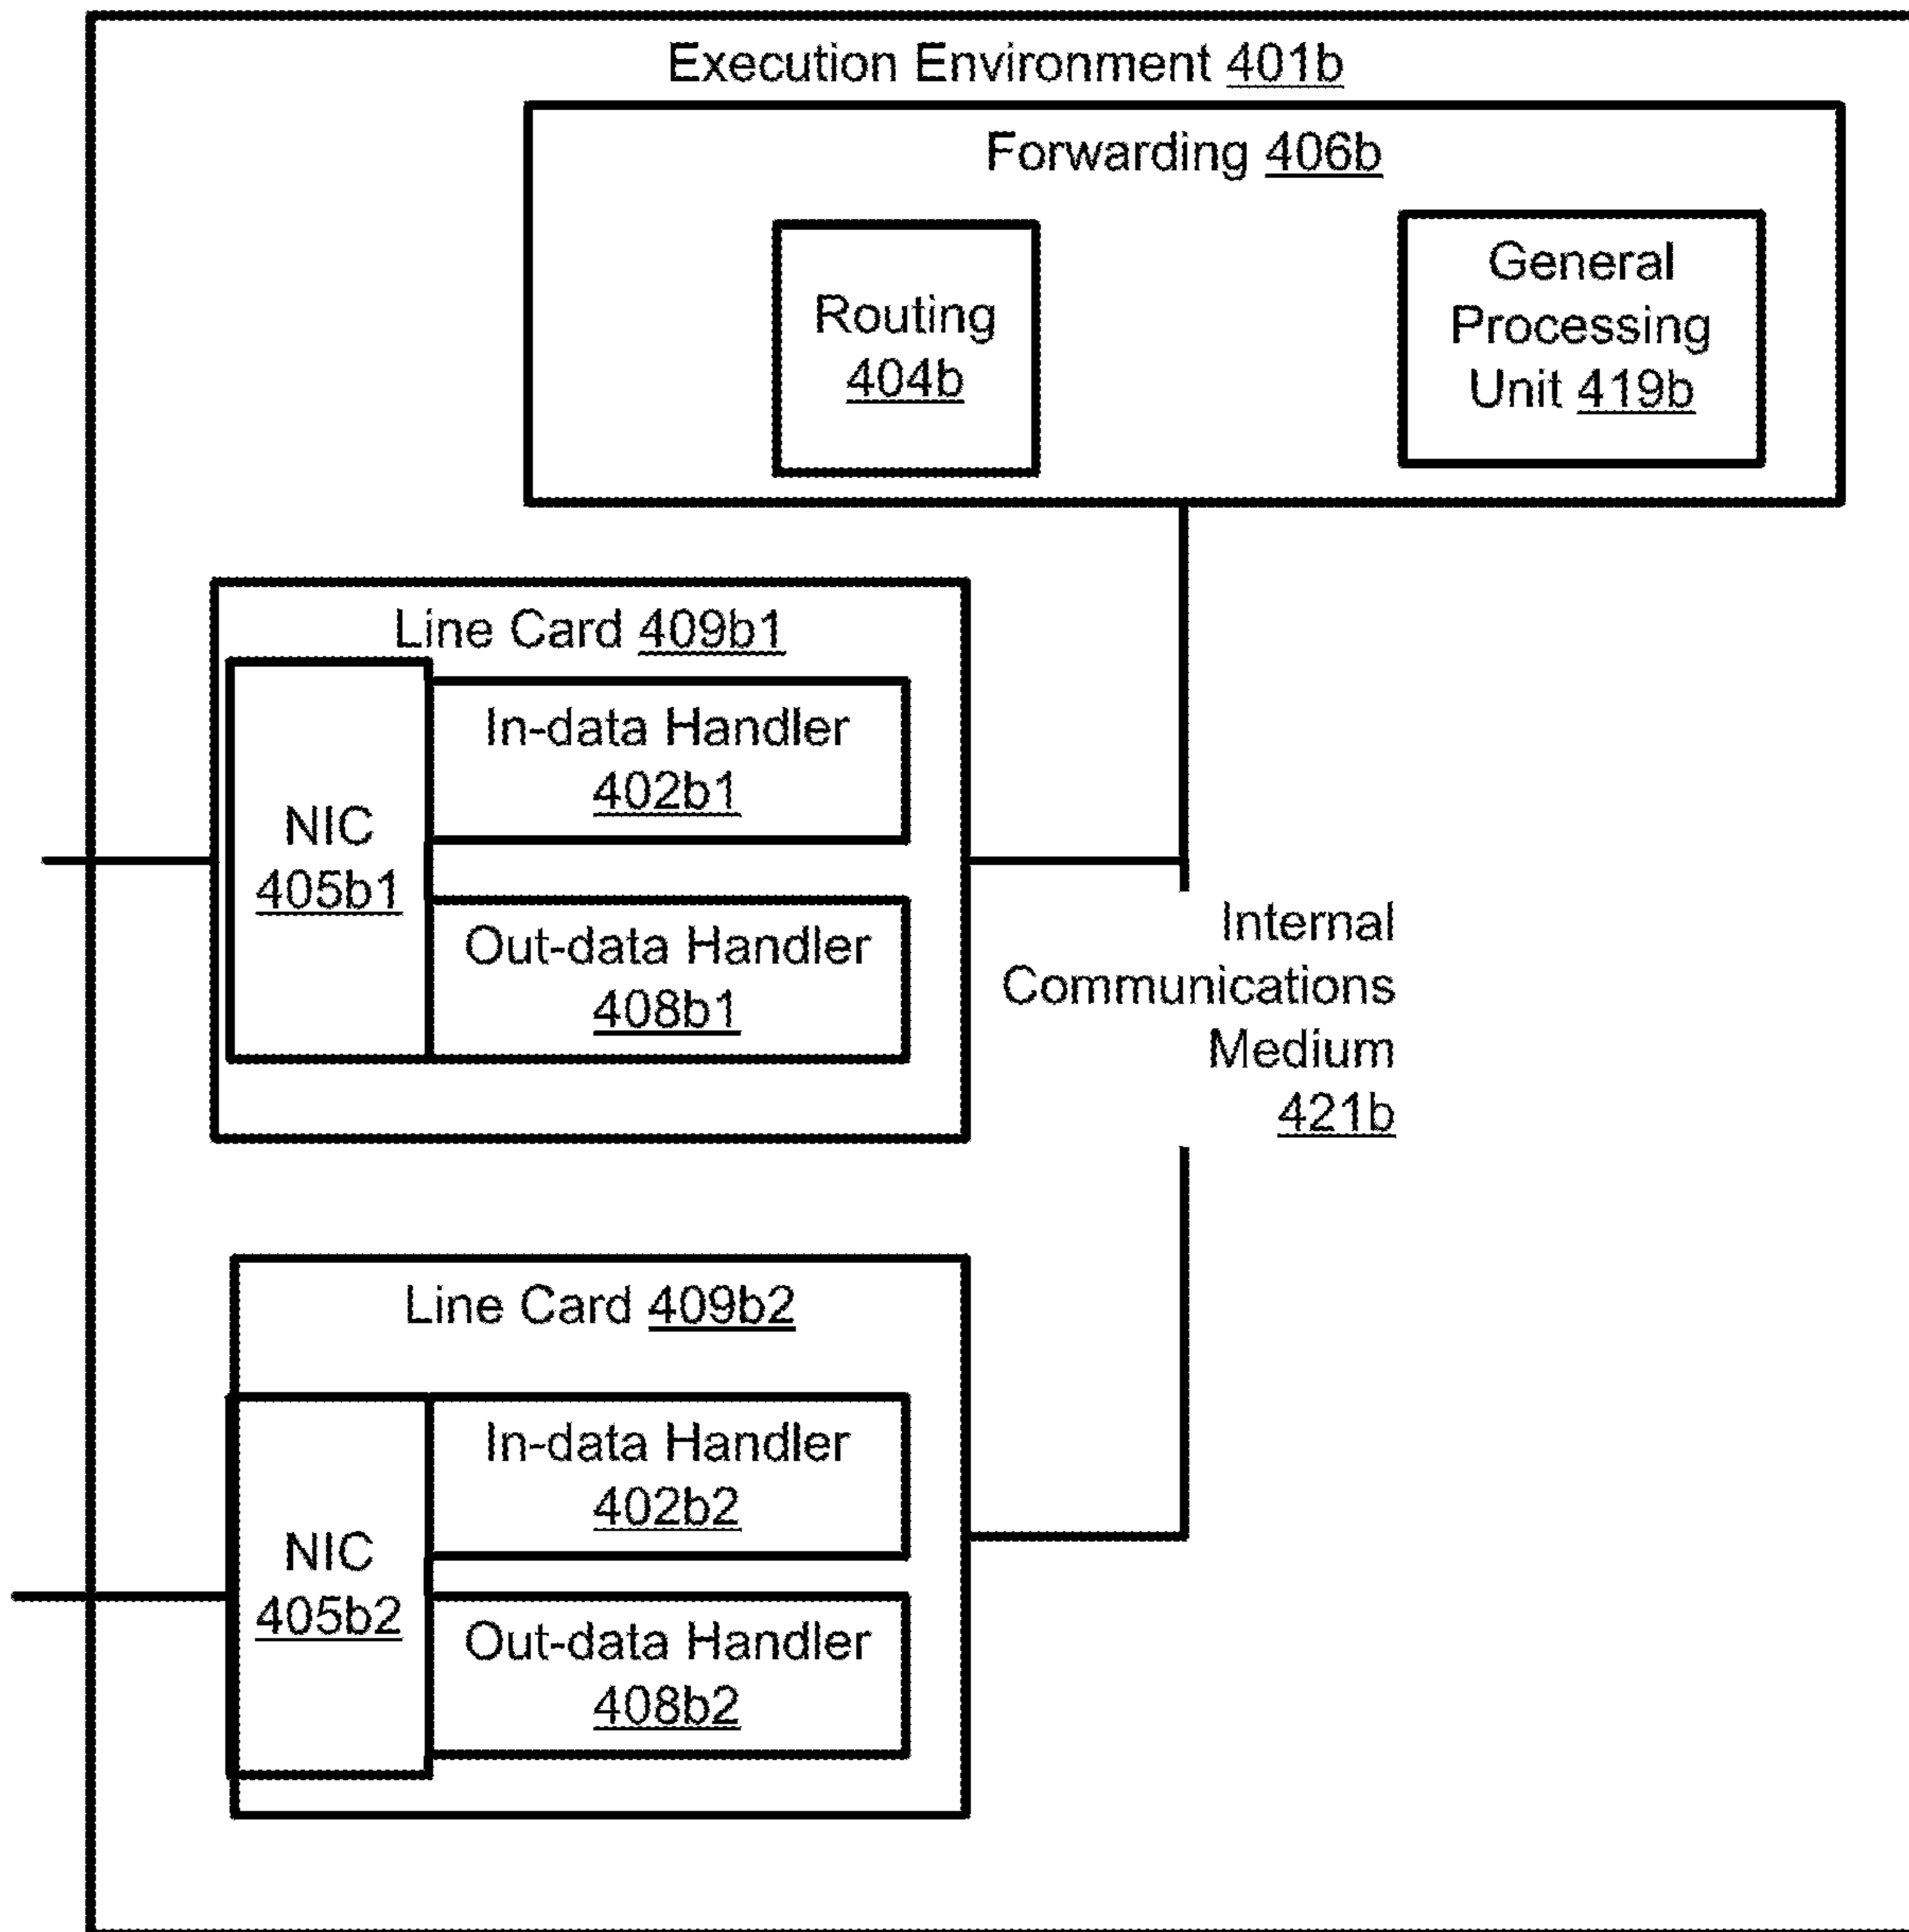 Execution Environment 401b
Forwarding 406b
Routing
404b
General
Processing
Unit 419b
Line Card 409b1
NIC
405b1
In-data Handler
402b1
Out-data Handler
408b1
Internal
Communications
Medium
421b
Line Card 409b2
NIC
405b2
In-data Handler
402b2
Out-data Handler
408b2